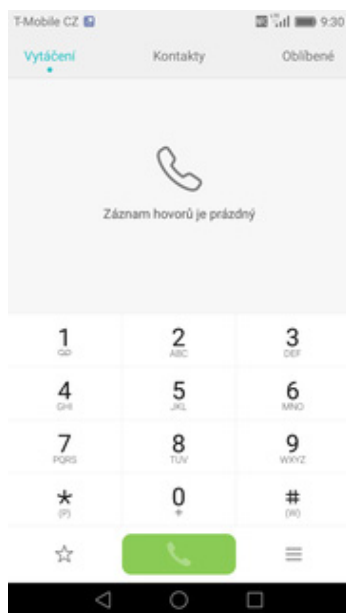 T-Mobile CZ 9:30
Vytáčení Kontakty Oblíbené
Záznam hovorů je prázdný
1 2 3
ABC DEF
4 5 6
GHI JKL MNO
7 8 9
PQRS TUV WXYZ
* 0 #
(P) + (W)